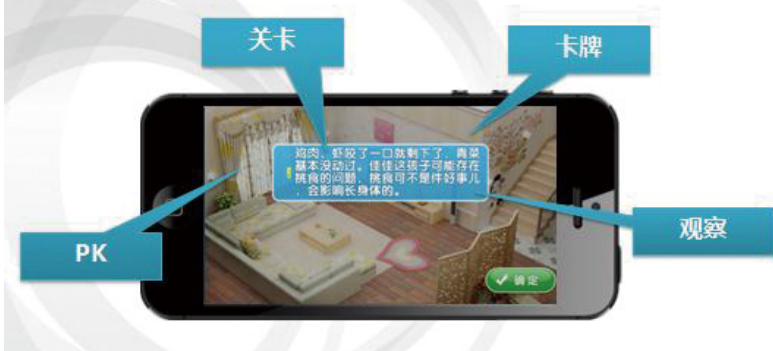 关卡
卡牌
鸡肉、虾咬了一口就剩下了，青菜
基本没动过。佳佳这孩子可能存在
挑食的问题，挑食可不是件好事儿
，会影响长身体的。
观察
PK
确定